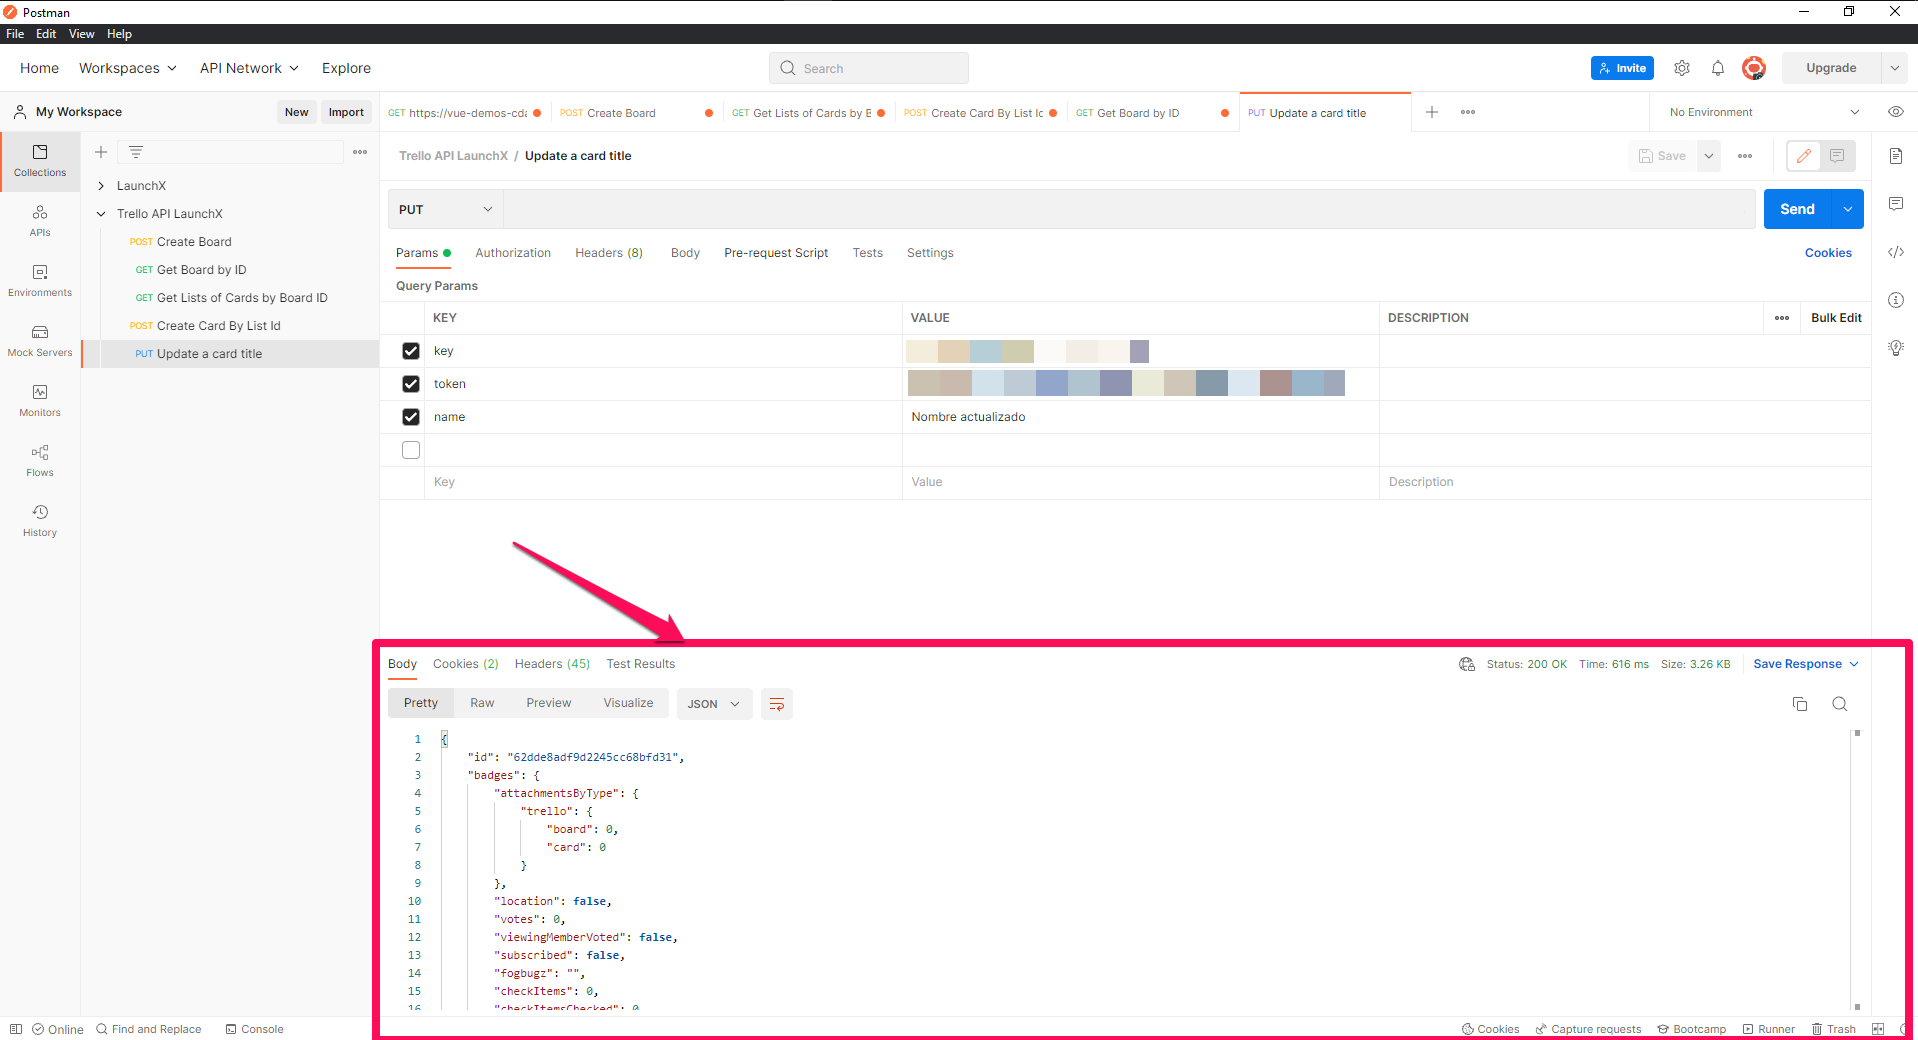 Postman
File Edit View Help
Home Workspaces API Network Explore
Search
Invite
Upgrade
My Workspace
New
Import
GET https://vue-demos-cda
POST Create Board
GET Get Lists of Cards by B
POST Create Card By List Ic
GET Get Board by ID
PUT Update a card title
No Environment
Collections
APIs
Environments
Mock Servers
Monitors
Flows
History
LaunchX
Trello API LaunchX
POST Create Board
GET Get Board by ID
GET Get Lists of Cards by Board ID
POST Create Card By List Id
PUT Update a card title
Trello API LaunchX / Update a card title
Save
PUT
Send
Params Authorization Headers (8) Body Pre-request Script Tests Settings
Cookies
Query Params
KEY VALUE DESCRIPTION
Bulk Edit
key
token
name Nombre actualizado
Key Value Description
Body Cookies (2) Headers (45) Test Results
Status: 200 OK Time: 616 ms Size: 3.26 KB Save Response
Pretty Raw Preview Visualize JSON
1 {
2 "id": "62dde8adf9d2245cc68bfd31",
3 "badges": {
4 "attachmentsByType": {
5 "trello": {
6 "board": 0,
7 "card": 0
8 }
9 },
10 "location": false,
11 "votes": 0,
12 "viewingMemberVoted": false,
13 "subscribed": false,
14 "fogbugz": "",
15 "checkItems": 0,
16 "checkItemsChecked": 0
Online Find and Replace Console
Cookies Capture requests Bootcamp Runner Trash